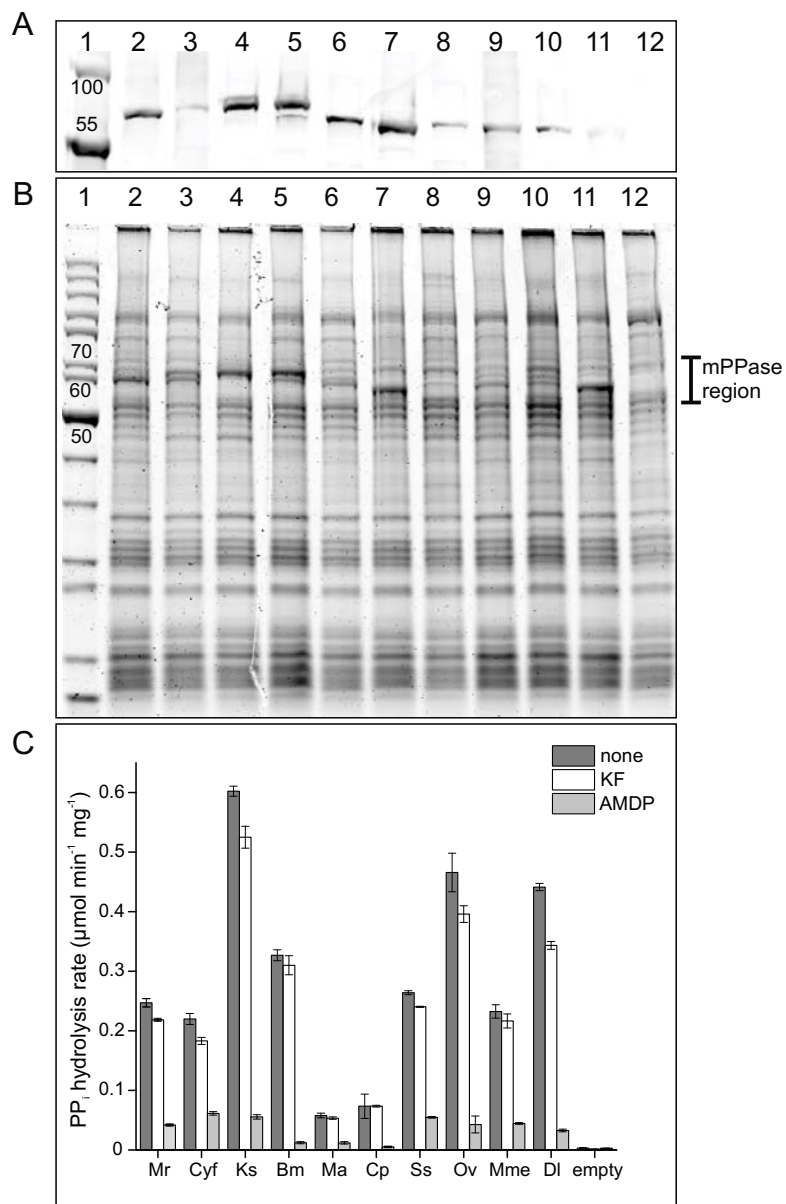 A
1 2 3 4 5 6 7 8 9 10 11 12
100
55
B
1 2 3 4 5 6 7 8 9 10 11 12
70
60
50
mPPase
region
C
none
KF
AMDP
PPi hydrolysis rate (µmol min-1 mg-1)
0.6
0.5
0.4
0.3
0.2
0.1
0
Mr Cyf Ks Bm Ma Cp Ss Ov Mme Dl empty